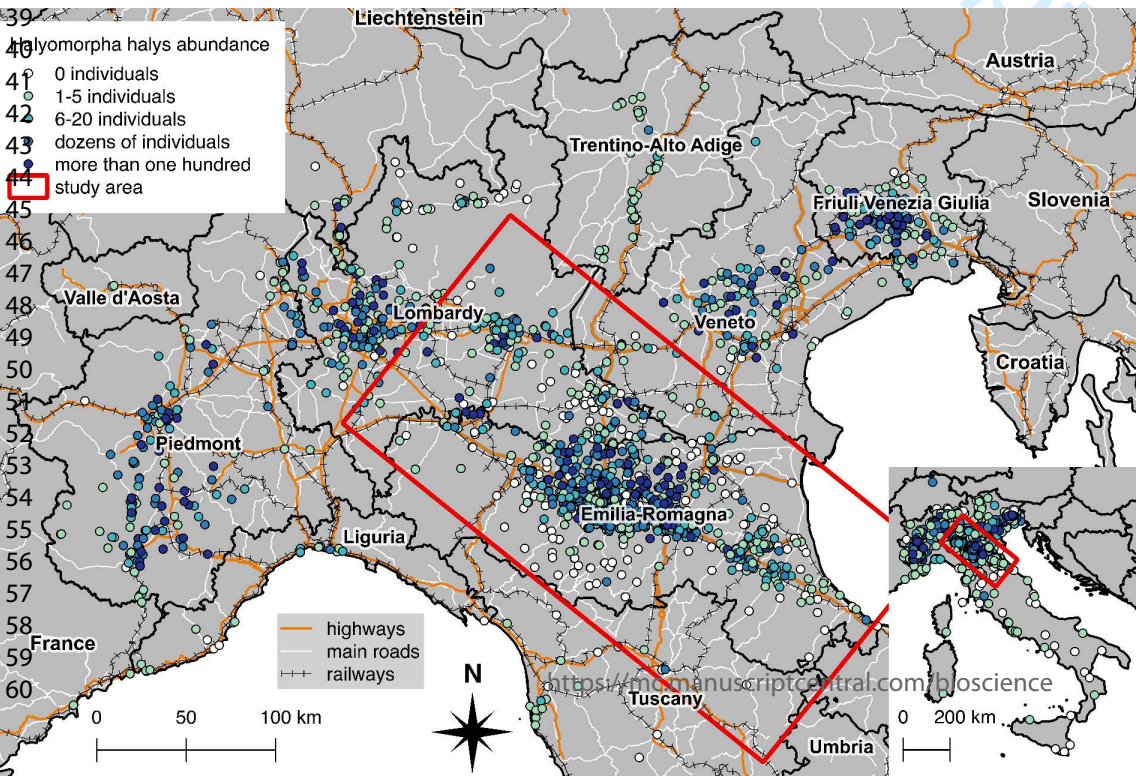 39
Liechtenstein
Halyomorpha halys abundance
40
Austria
0 individuals
41
1-5 individuals
42
6-20 individuals
dozens of individuals
43
Trentino-Alto Adige
more than one hundred
44
study area
Friuli Venezia Giulia
Slovenia
45
46
47
Valle d'Aosta
48
Lombardy
Veneto
49
Croatia
50
51
52
Piedmont
53
54
Emilia-Romagna
55
Liguria
56
57
58
highways
France
main roads
59
railways
N
60
https://mc.manuscriptcentral.com/bioscience
Tuscany
0 50 100 km
0 200 km
Umbria